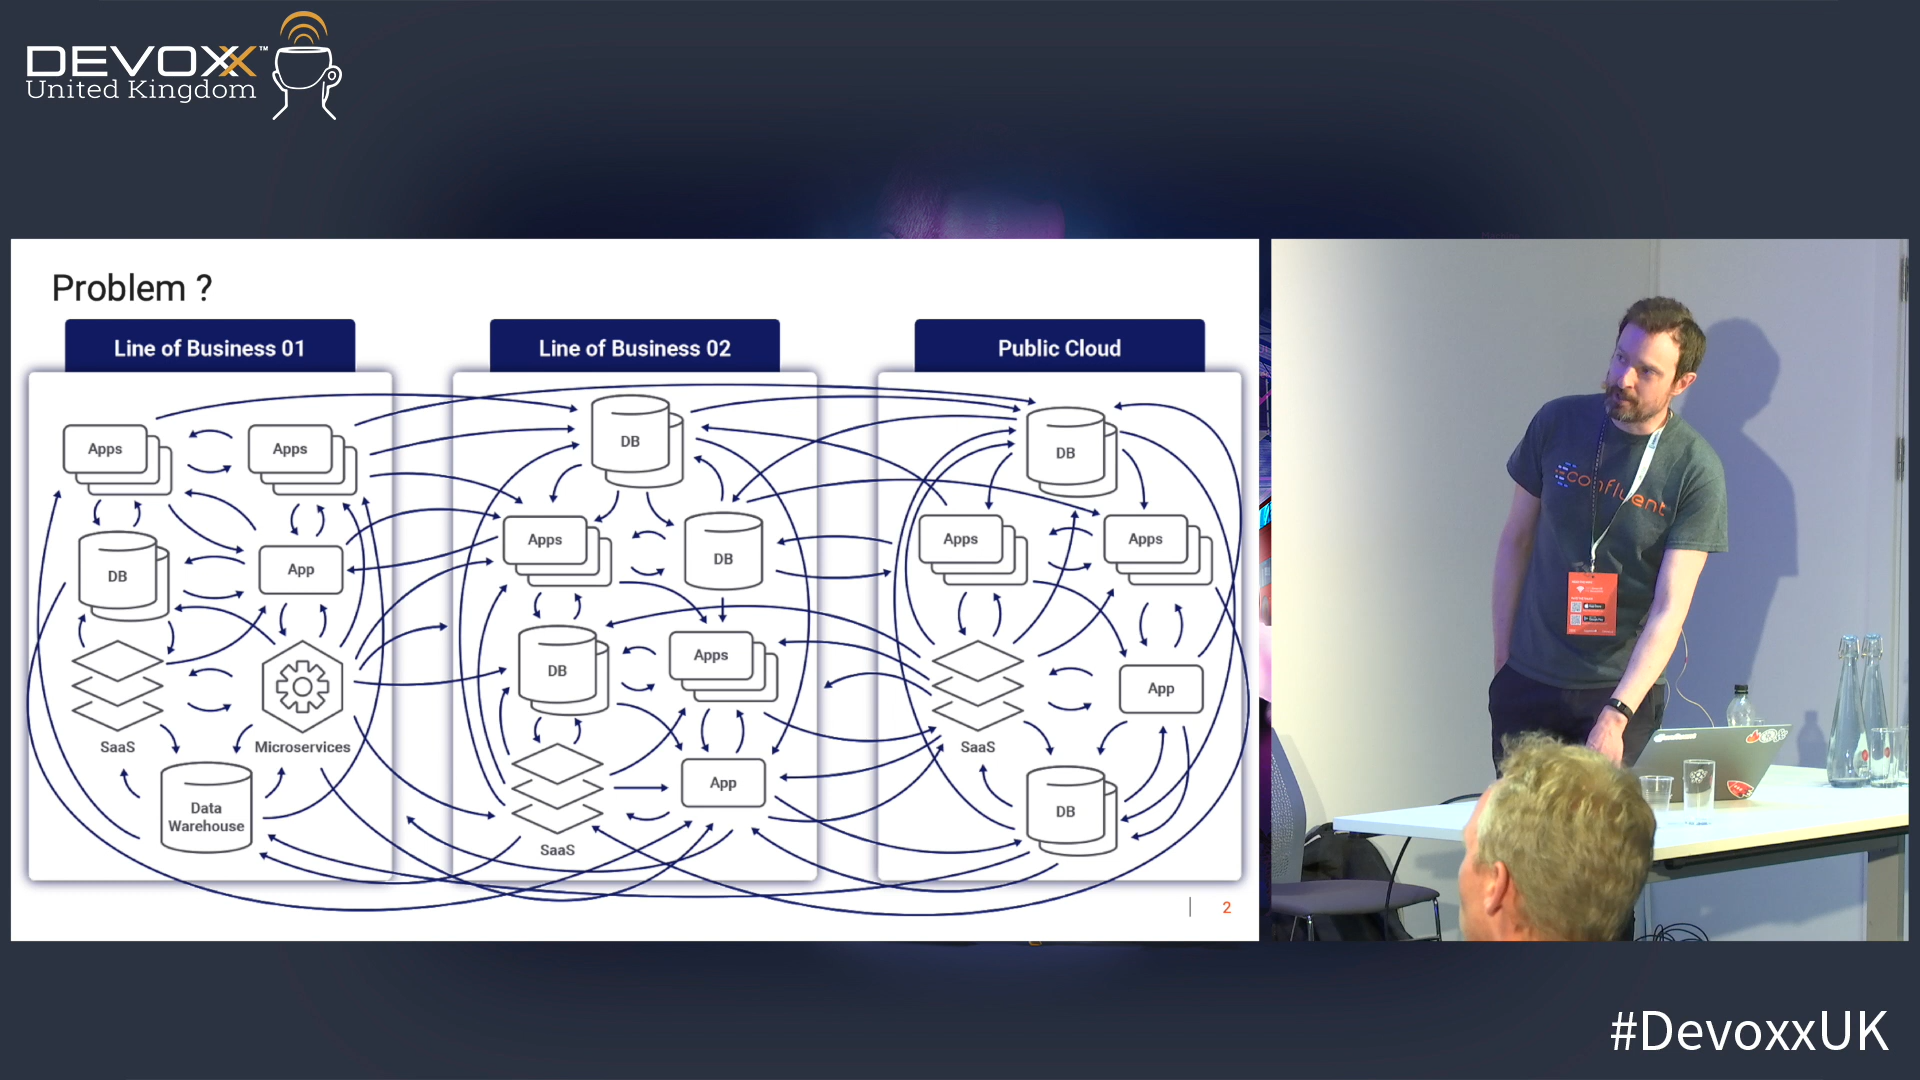 DEVOXX™
United Kingdom
Problem ?
Line of Business 01
Line of Business 02
Public Cloud
Apps
Apps
DB
App
SaaS
Microservices
Data
Warehouse
DB
Apps
DB
DB
Apps
SaaS
App
DB
Apps
Apps
SaaS
App
DB
2
confluent
#DevoxxUK